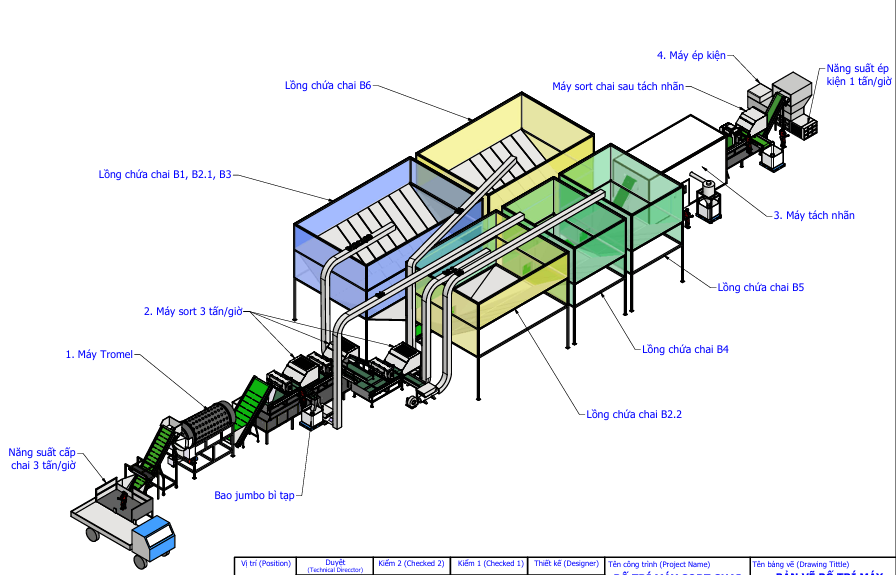 4. Máy ép kiện
Năng suất ép
kiện 1 tấn/giờ
Lồng chứa chai B6
Máy sort chai sau tách nhãn
Lồng chứa chai B1, B2.1, B3
3. Máy tách nhãn
Lồng chứa chai B5
2. Máy sort 3 tấn/giờ
Lồng chứa chai B4
1. Máy Tromel
Lồng chứa chai B2.2
Năng suất cấp
chai 3 tấn/giờ
Bao jumbo bì tạp
Vị trí (Position)
Duyệt
(Technical Direcctor)
Kiểm 2 (Checked 2)
Kiểm 1 (Checked 1)
Thiết kế (Designer)
Tên công trình (Project Name)
Tên bảng vẽ (Drawing Tittle)